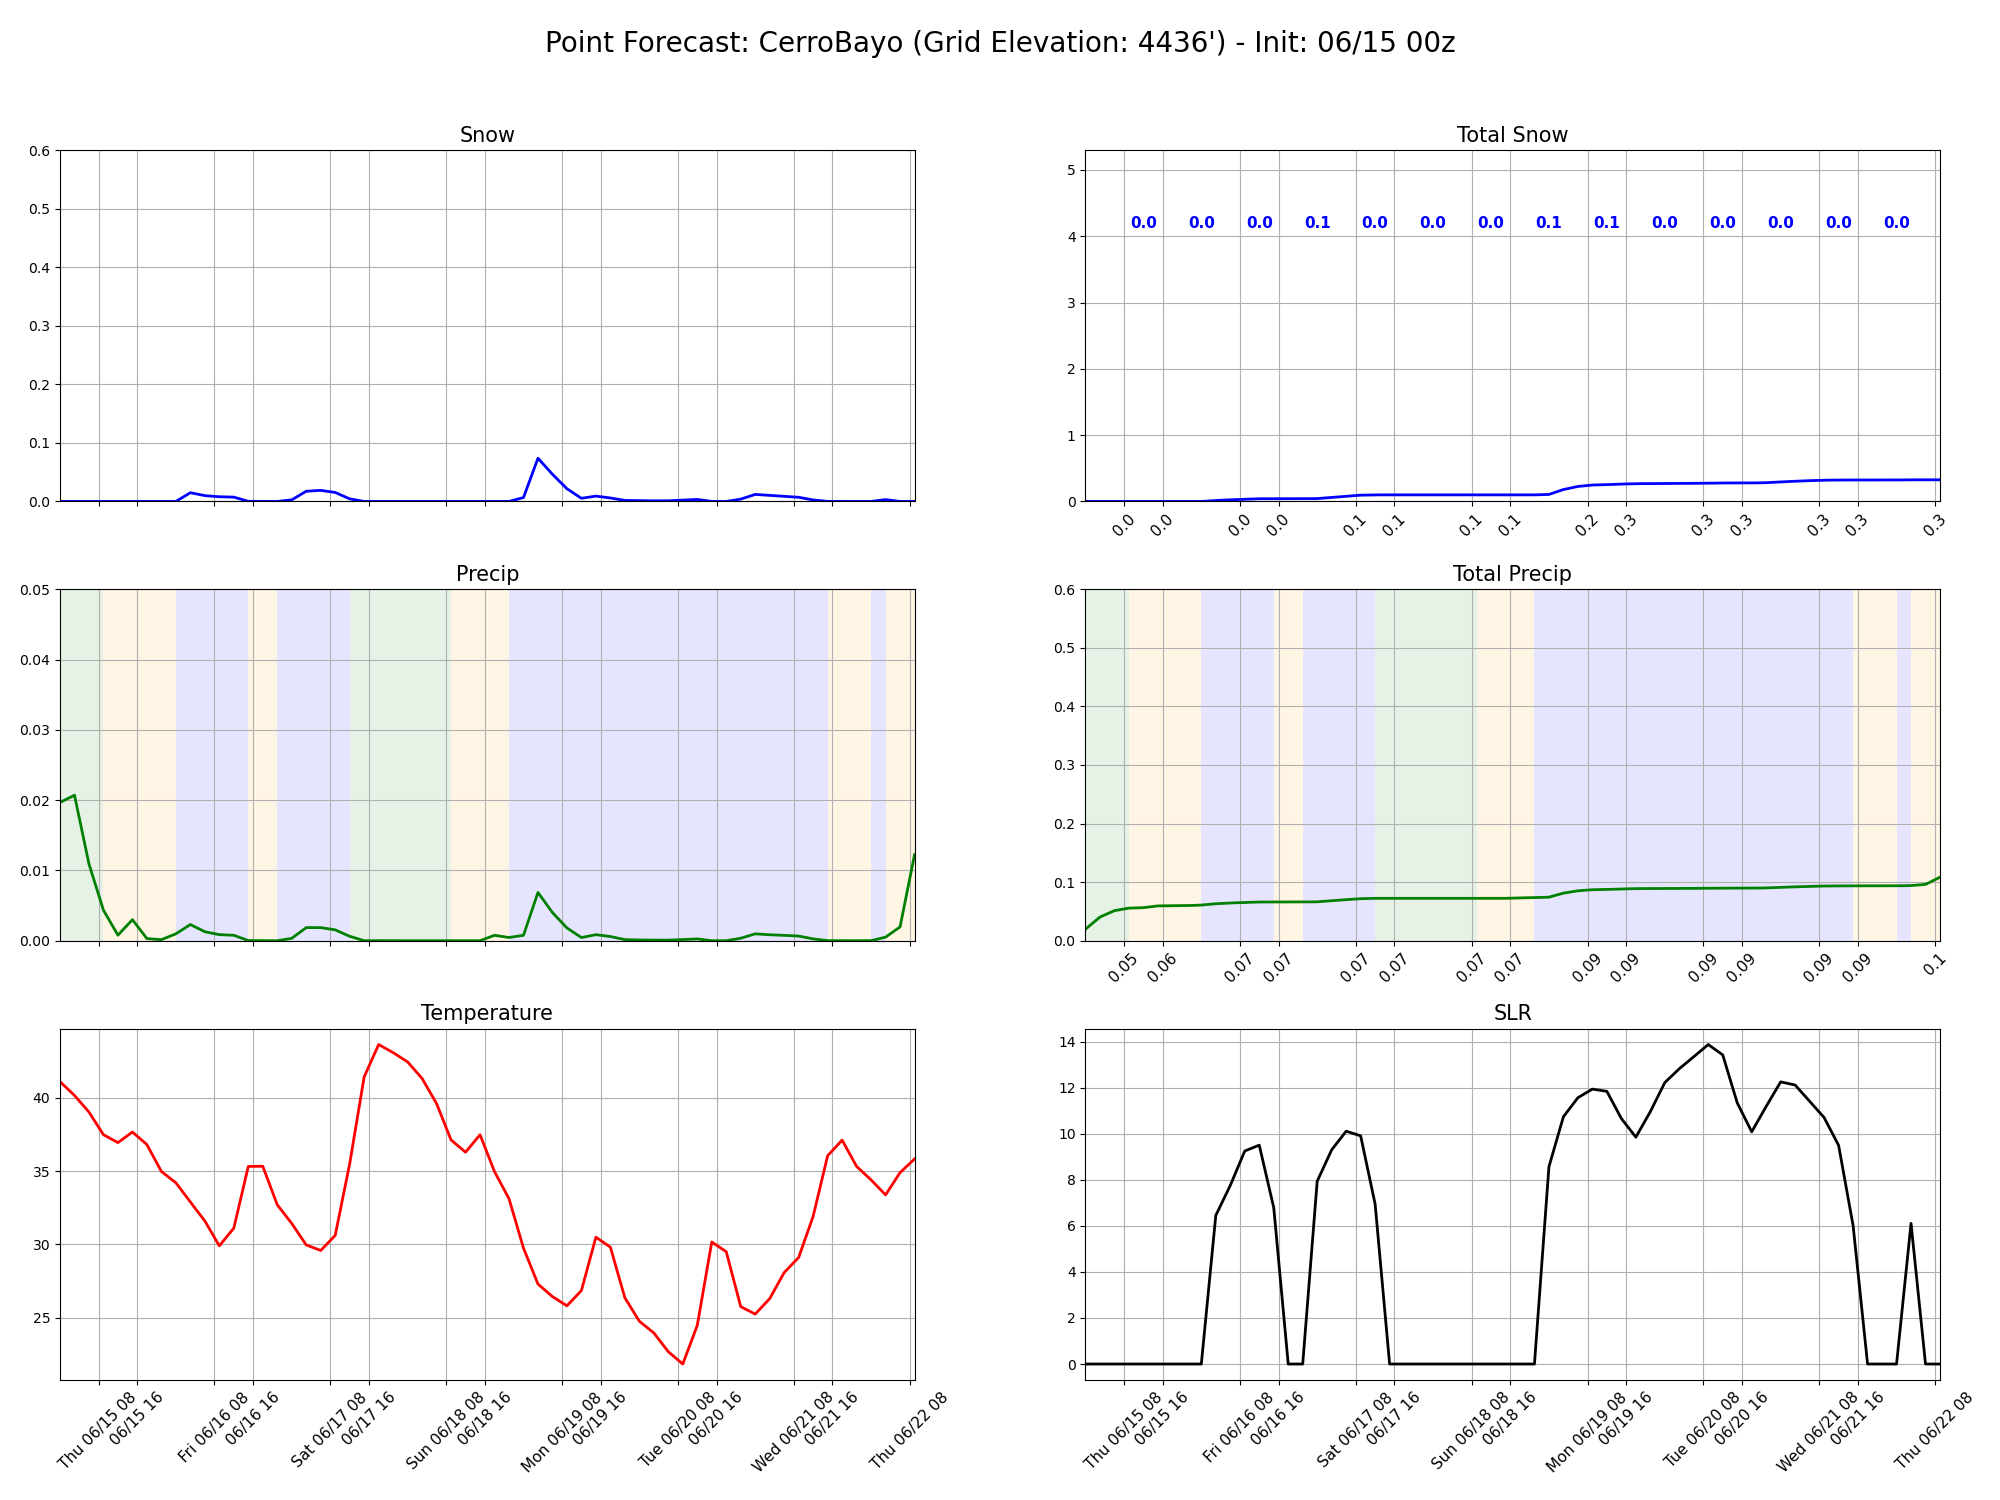 Point Forecast: CerroBayo (Grid Elevation: 4436') - Init: 06/15 00z
Snow
0.6
0.5
0.4
0.3
0.2
0.1
0.0
Total Snow
5
4
3
2
1
0
0.0 0.0 0.0 0.1 0.0 0.0 0.0 0.1 0.1 0.0 0.0 0.0 0.0 0.0
0.0 0.0 0.0 0.0 0.1 0.1 0.1 0.1 0.2 0.3 0.3 0.3 0.3 0.3 0.3
Precip
0.05
0.04
0.03
0.02
0.01
0.00
Total Precip
0.6
0.5
0.4
0.3
0.2
0.1
0.0
0.05 0.06 0.07 0.07 0.07 0.07 0.07 0.07 0.09 0.09 0.09 0.09 0.09 0.09 0.1
Temperature
40
35
30
25
Thu 06/15 08
06/15 16
Fri 06/16 08
06/16 16
Sat 06/17 08
06/17 16
Sun 06/18 08
06/18 16
Mon 06/19 08
06/19 16
Tue 06/20 08
06/20 16
Wed 06/21 08
06/21 16
Thu 06/22 08
SLR
14
12
10
8
6
4
2
0
Thu 06/15 08
06/15 16
Fri 06/16 08
06/16 16
Sat 06/17 08
06/17 16
Sun 06/18 08
06/18 16
Mon 06/19 08
06/19 16
Tue 06/20 08
06/20 16
Wed 06/21 08
06/21 16
Thu 06/22 08